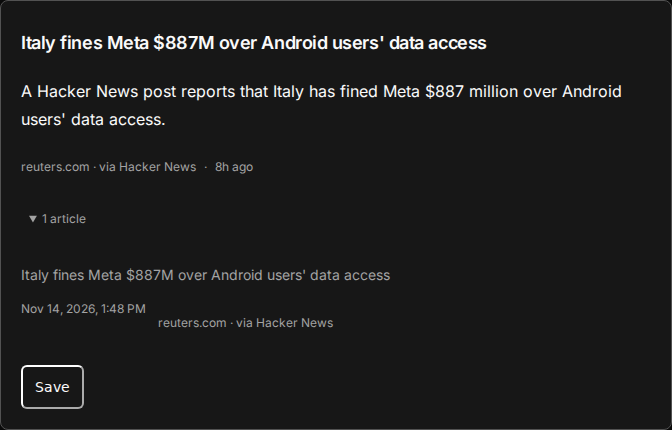 Italy fines Meta $887M over Android users' data access
A Hacker News post reports that Italy has fined Meta $887 million over Android
users' data access.
reuters.com · via Hacker News · 8h ago
▼ 1 article
Italy fines Meta $887M over Android users' data access
Nov 14, 2026, 1:48 PM
reuters.com · via Hacker News
Save